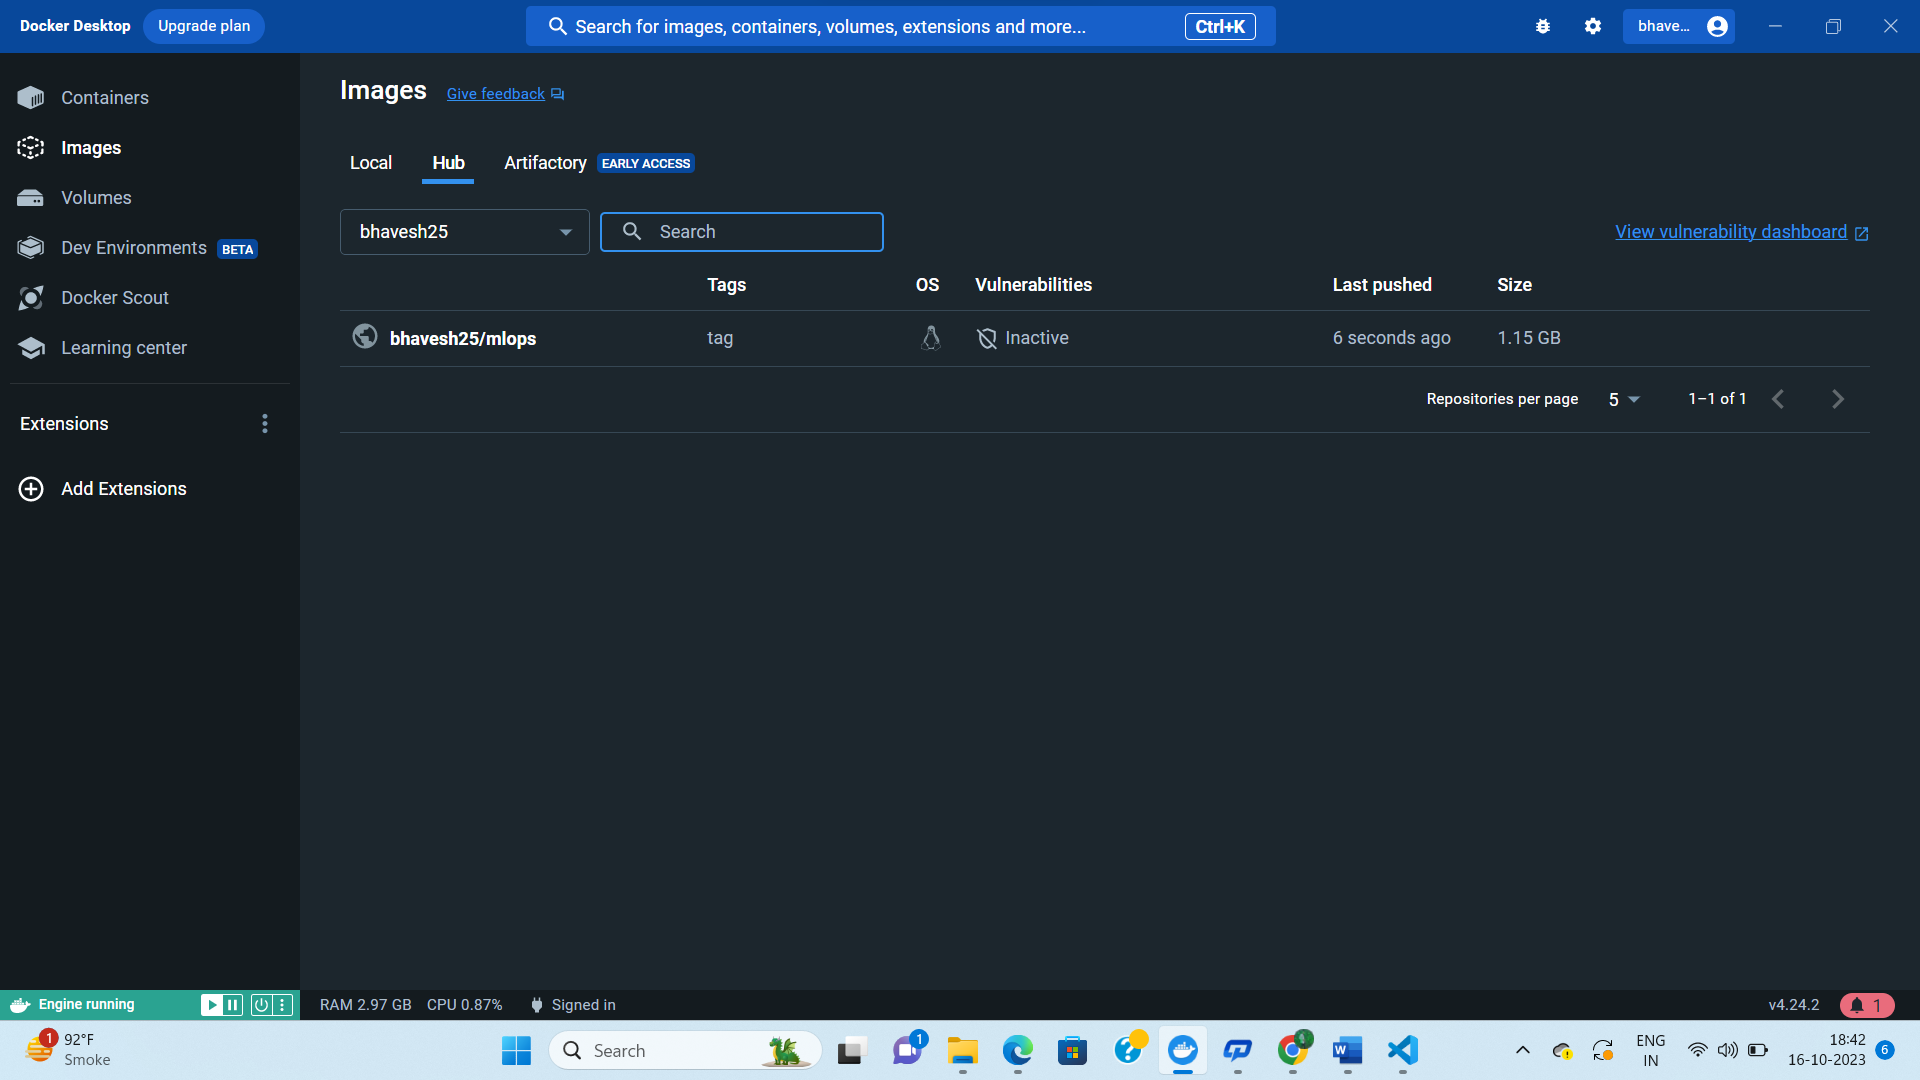 Docker Desktop Upgrade plan Search for images, containers, volumes, extensions and more... Ctrl+K bhave...
Containers
Images
Volumes
Dev Environments BETA
Docker Scout
Learning center
Extensions
Add Extensions
Images Give feedback
Local Hub Artifactory EARLY ACCESS
bhavesh25 Search View vulnerability dashboard
Tags OS Vulnerabilities Last pushed Size
bhavesh25/mlops tag Inactive 6 seconds ago 1.15 GB
Repositories per page 5 1–1 of 1
Engine running RAM 2.97 GB CPU 0.87% Signed in v4.24.2 1
1 92°F
Smoke
Search
1
W
ENG
IN
18:42
16-10-2023
6